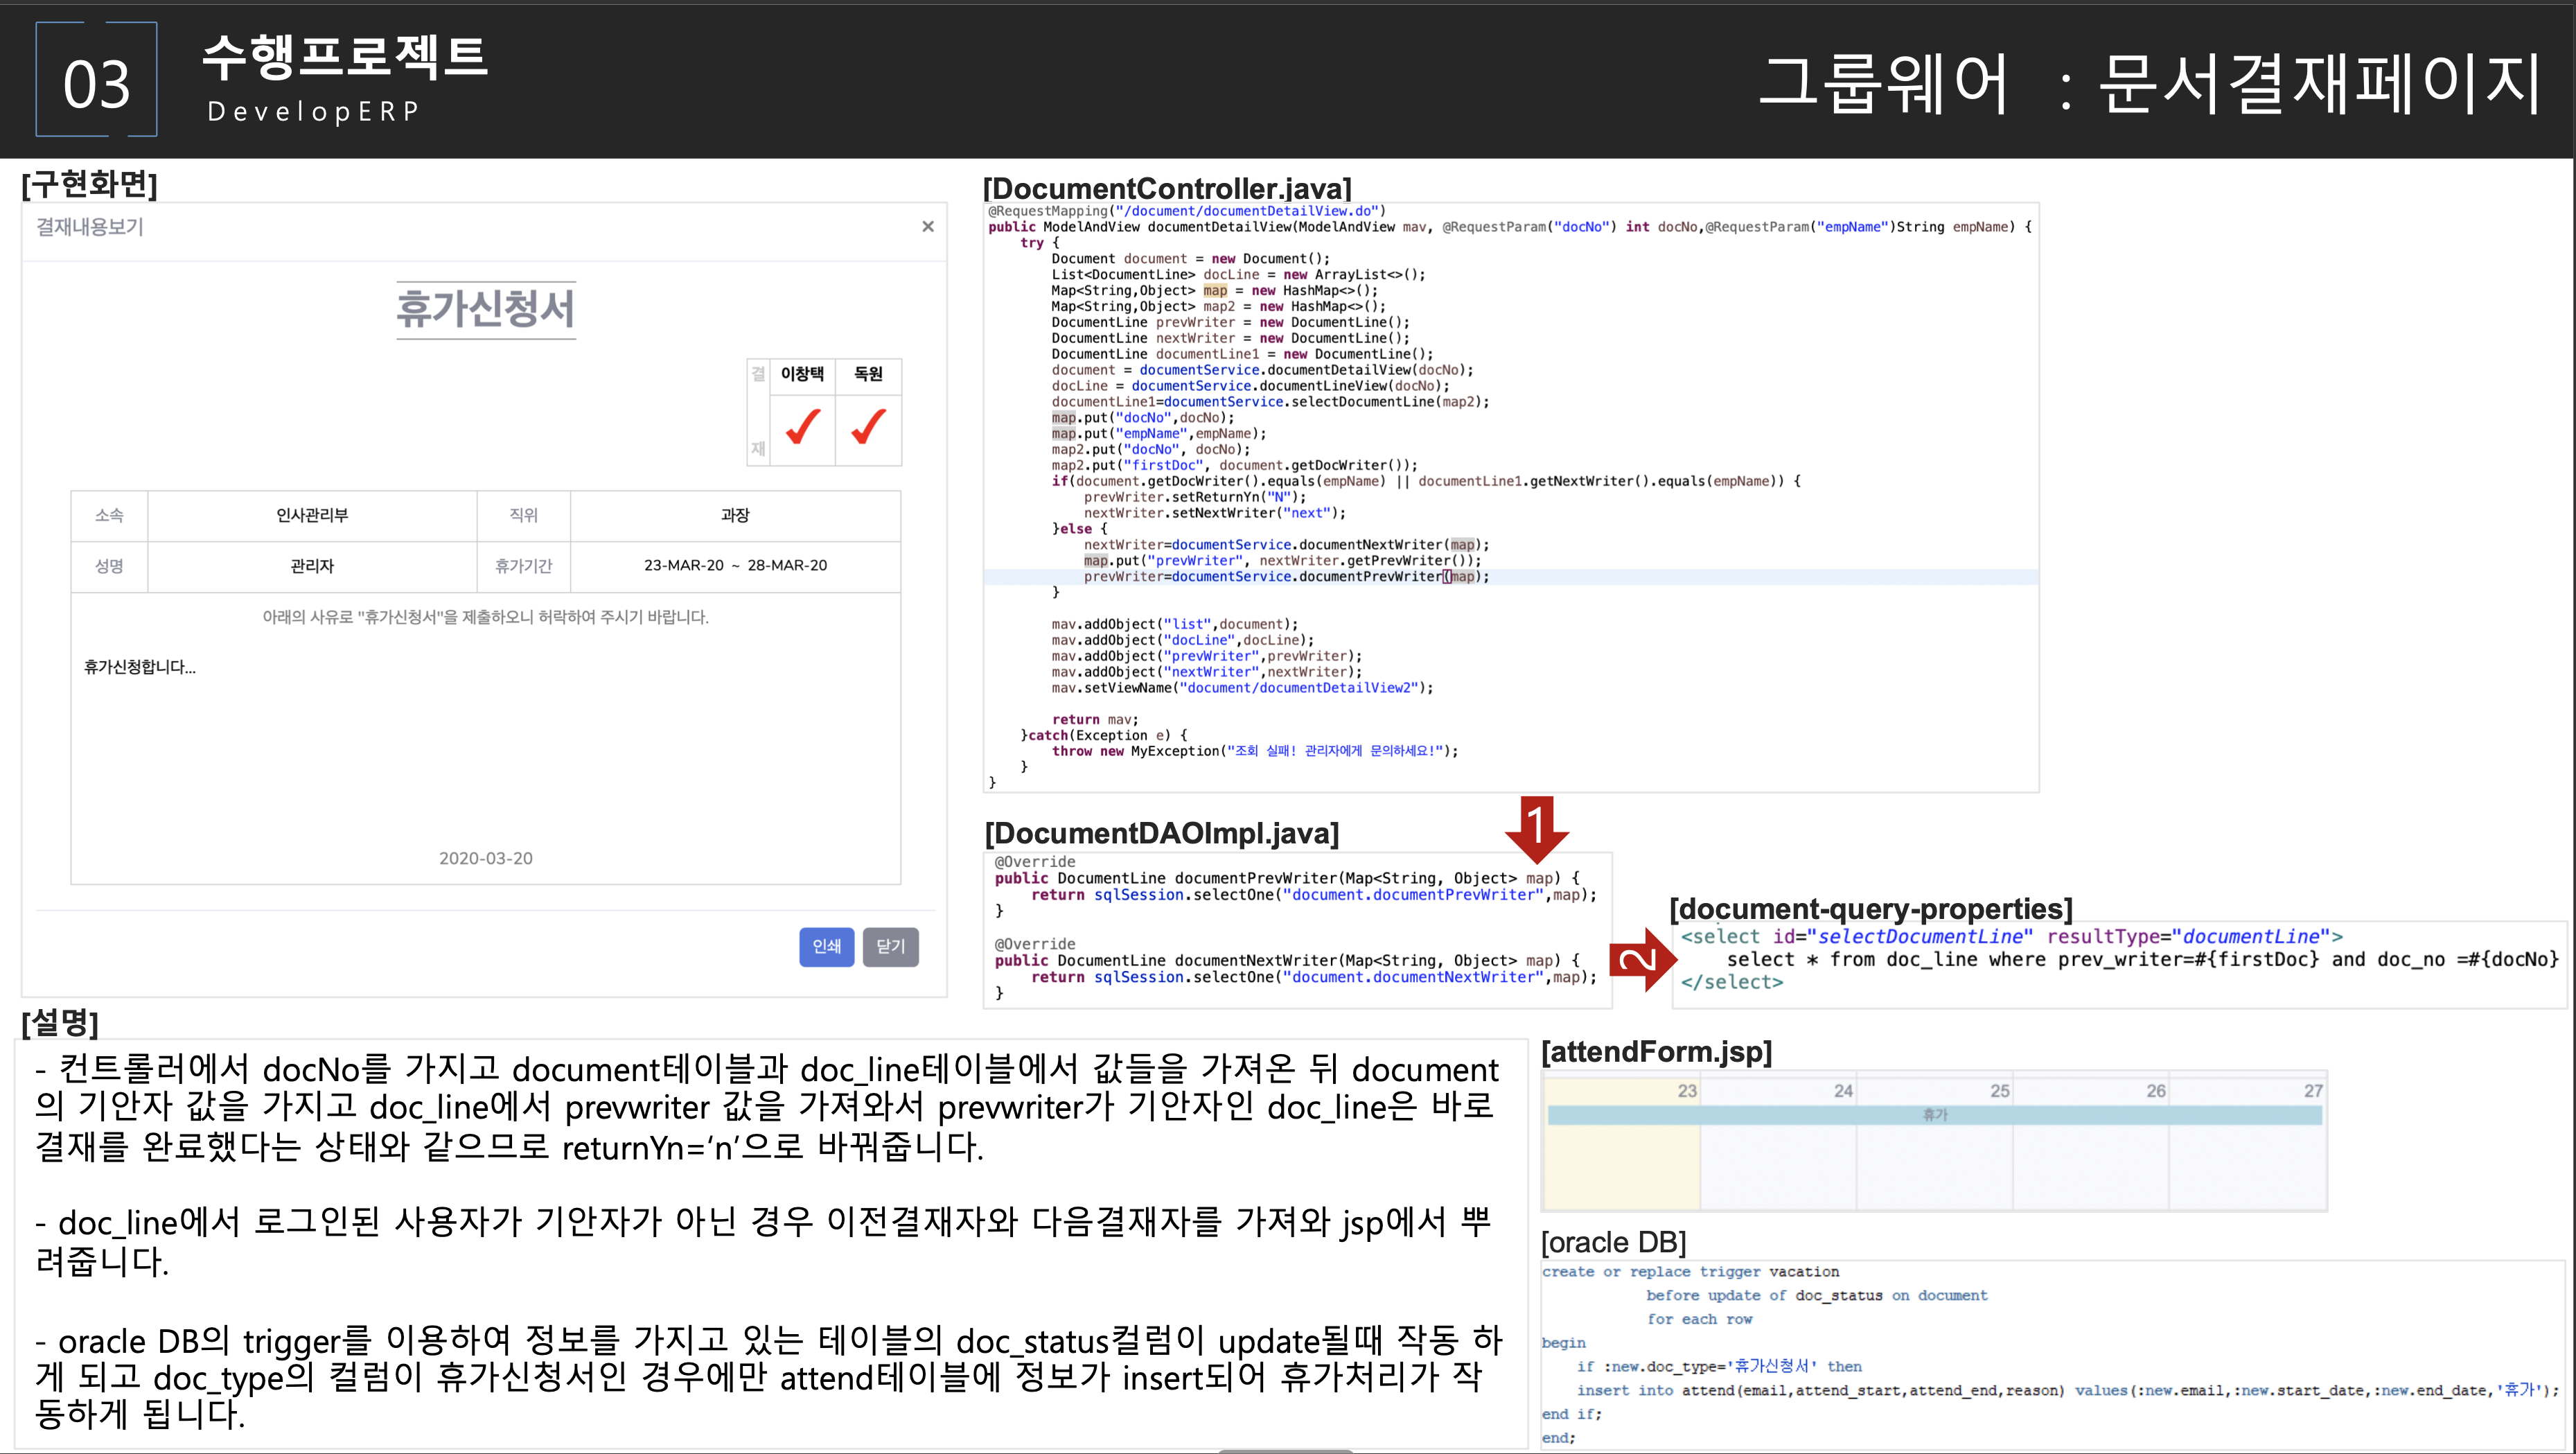 03
수행프로젝트
DevelopERP
그룹웨어 : 문서결재페이지
[구현화면]
결재내용보기 ×
휴가신청서
결재 이창택 독원
소속 인사관리부 직위 과장
성명 관리자 휴가기간 23-MAR-20 ~ 28-MAR-20
아래의 사유로 "휴가신청서"을 제출하오니 허락하여 주시기 바랍니다.
휴가신청합니다...
2020-03-20
인쇄 닫기
[DocumentController.java]
@RequestMapping("/document/documentDetailView.do")
public ModelAndView documentDetailView(ModelAndView mav, @RequestParam("docNo") int docNo,@RequestParam("empName")String empName) {
    try {
        Document document = new Document();
        List<DocumentLine> docLine = new ArrayList<>();
        Map<String,Object> map = new HashMap<>();
        Map<String,Object> map2 = new HashMap<>();
        DocumentLine prevWriter = new DocumentLine();
        DocumentLine nextWriter = new DocumentLine();
        DocumentLine documentLine1 = new DocumentLine();
        document = documentService.documentDetailView(docNo);
        docLine = documentService.documentLineView(docNo);
        documentLine1=documentService.selectDocumentLine(map2);
        map.put("docNo",docNo);
        map.put("empName",empName);
        map2.put("docNo", docNo);
        map2.put("firstDoc", document.getDocWriter());
        if(document.getDocWriter().equals(empName) || documentLine1.getNextWriter().equals(empName)) {
            prevWriter.setReturnYn("N");
            nextWriter.setNextWriter("next");
        }else {
            nextWriter=documentService.documentNextWriter(map);
            map.put("prevWriter", nextWriter.getPrevWriter());
            prevWriter=documentService.documentPrevWriter(map);
        }
        mav.addObject("list",document);
        mav.addObject("docLine",docLine);
        mav.addObject("prevWriter",prevWriter);
        mav.addObject("nextWriter",nextWriter);
        mav.setViewName("document/documentDetailView2");
        return mav;
    }catch(Exception e) {
        throw new MyException("조회 실패! 관리자에게 문의하세요!");
    }
}
1
[DocumentDAOImpl.java]
@Override
public DocumentLine documentPrevWriter(Map<String, Object> map) {
    return sqlSession.selectOne("document.documentPrevWriter",map);
}
@Override
public DocumentLine documentNextWriter(Map<String, Object> map) {
    return sqlSession.selectOne("document.documentNextWriter",map);
}
2
[document-query-properties]
<select id="selectDocumentLine" resultType="documentLine">
    select * from doc_line where prev_writer=#{firstDoc} and doc_no =#{docNo}
</select>
[설명]
- 컨트롤러에서 docNo를 가지고 document테이블과 doc_line테이블에서 값들을 가져온 뒤 document
의 기안자 값을 가지고 doc_line에서 prevwriter 값을 가져와서 prevwriter가 기안자인 doc_line은 바로
결재를 완료했다는 상태와 같으므로 returnYn=‘n’으로 바꿔줍니다.
- doc_line에서 로그인된 사용자가 기안자가 아닌 경우 이전결재자와 다음결재자를 가져와 jsp에서 뿌
려줍니다.
- oracle DB의 trigger를 이용하여 정보를 가지고 있는 테이블의 doc_status컬럼이 update될때 작동 하
게 되고 doc_type의 컬럼이 휴가신청서인 경우에만 attend테이블에 정보가 insert되어 휴가처리가 작
동하게 됩니다.
[attendForm.jsp]
23 24 25 26 27
휴가
[oracle DB]
create or replace trigger vacation
            before update of doc_status on document
            for each row
begin
    if :new.doc_type='휴가신청서' then
    insert into attend(email,attend_start,attend_end,reason) values(:new.email,:new.start_date,:new.end_date,'휴가');
end if;
end;